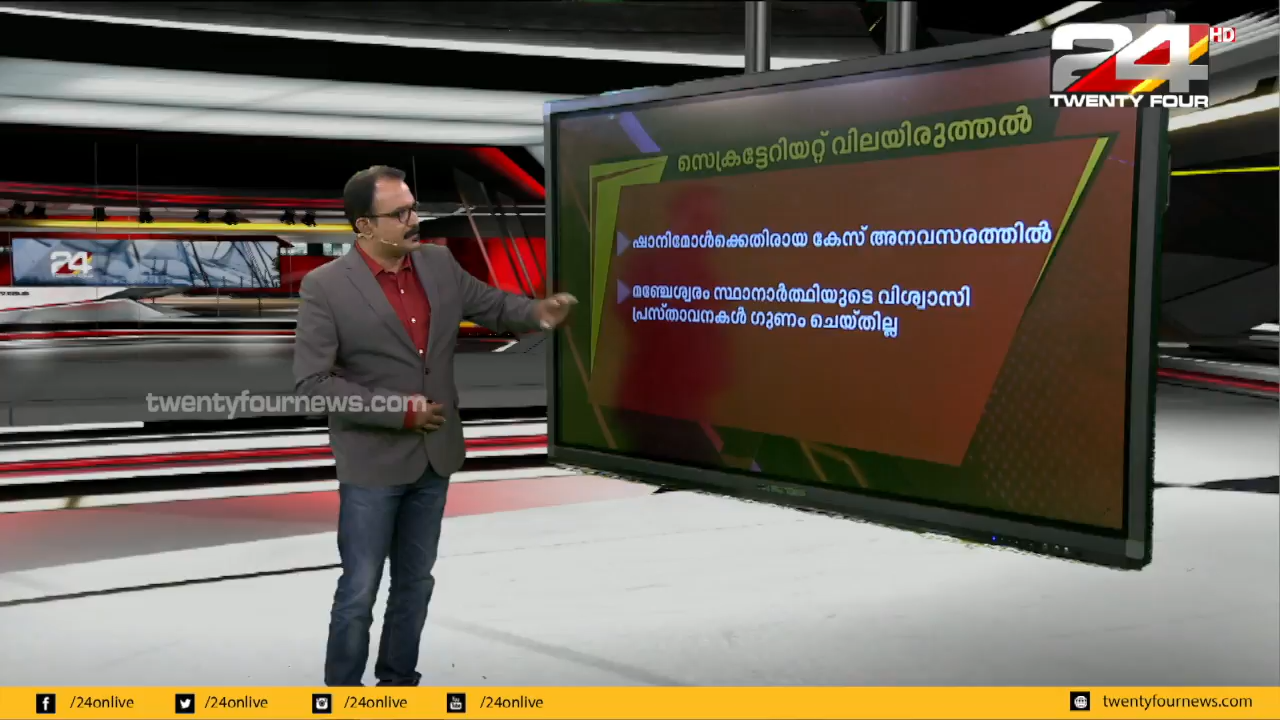 24 HD
TWENTY FOUR
സെക്രട്ടേറിയറ്റ് വിലയിരുത്തൽ
ഷാനിമോൾക്കെതിരായ കേസ് അനവസരത്തിൽ
മഞ്ചേശ്വരം സ്ഥാനാർത്ഥിയുടെ വിശ്വാസി
പ്രസ്താവനകൾ ഗുണം ചെയ്തില്ല
24
twentyfournews.com
/24onlive /24onlive /24onlive /24onlive twentyfournews.com